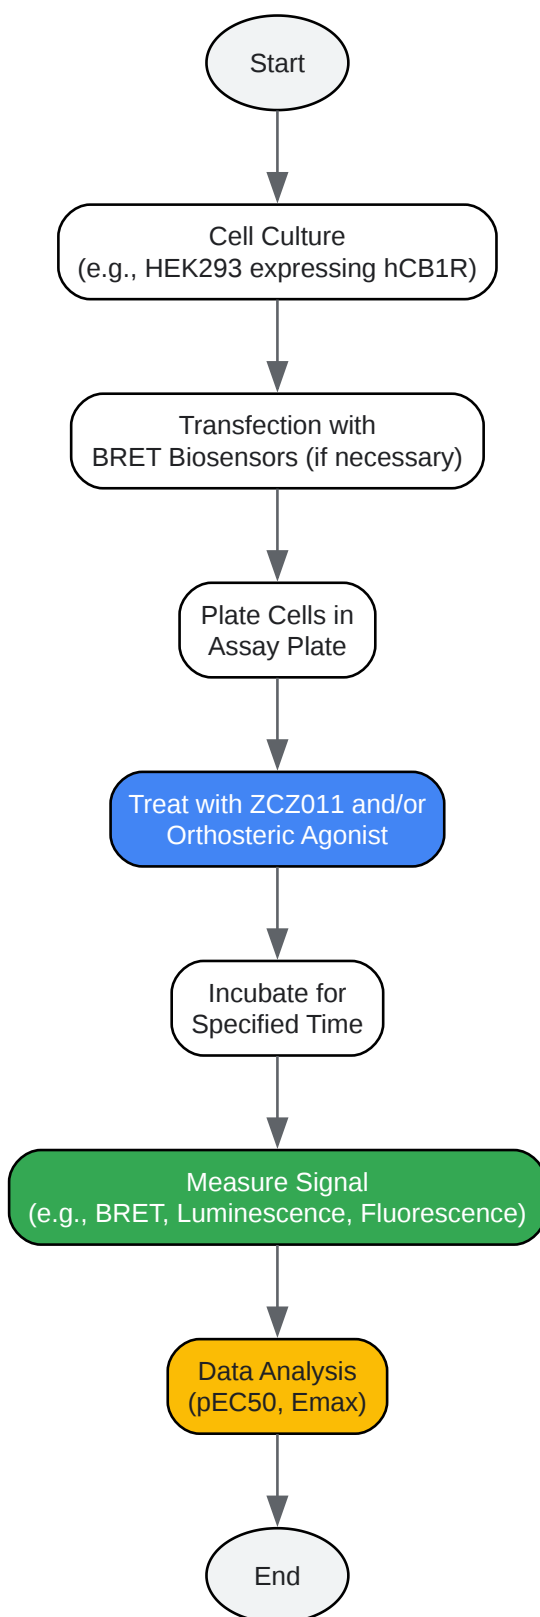 Start
Cell Culture
(e.g., HEK293 expressing hCB1R)
Transfection with
BRET Biosensors (if necessary)
Plate Cells in
Assay Plate
Treat with ZCZ011 and/or
Orthosteric Agonist
Incubate for
Specified Time
Measure Signal
(e.g., BRET, Luminescence, Fluorescence)
Data Analysis
(pEC50, Emax)
End